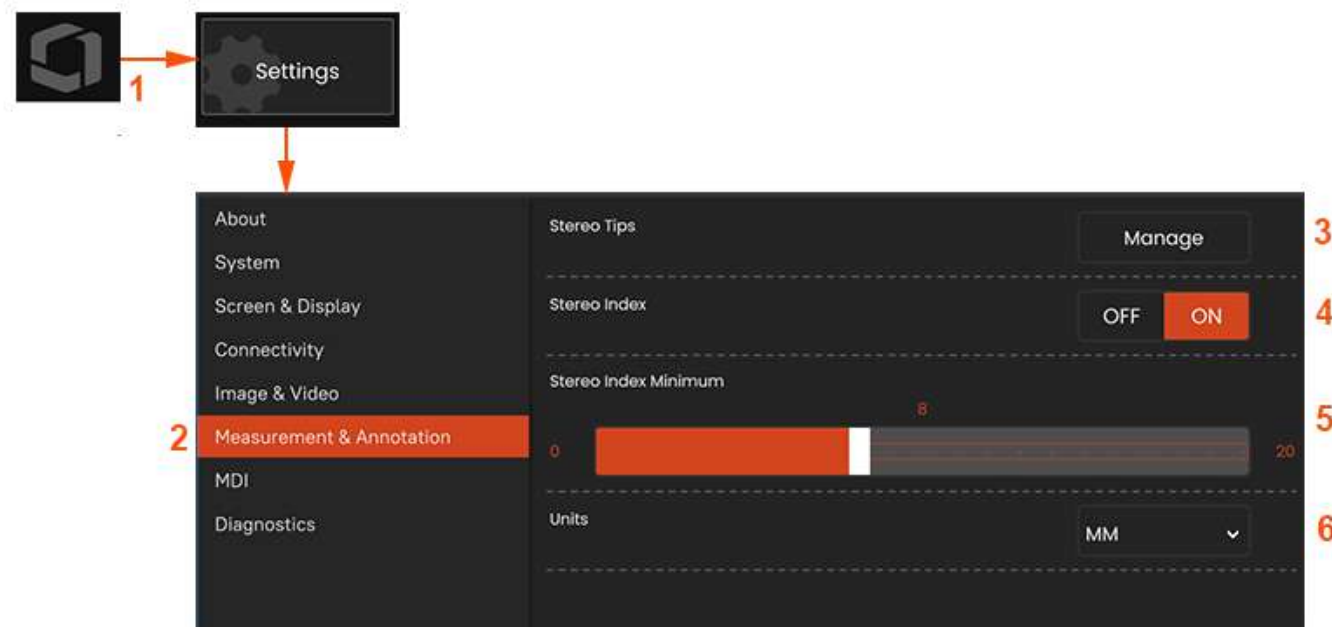 1
Settings
About
System
Screen & Display
Connectivity
Image & Video
2 Measurement & Annotation
MDI
Diagnostics
Stereo Tips Manage 3
Stereo Index OFF ON 4
Stereo Index Minimum
8
0 20 5
Units MM 6